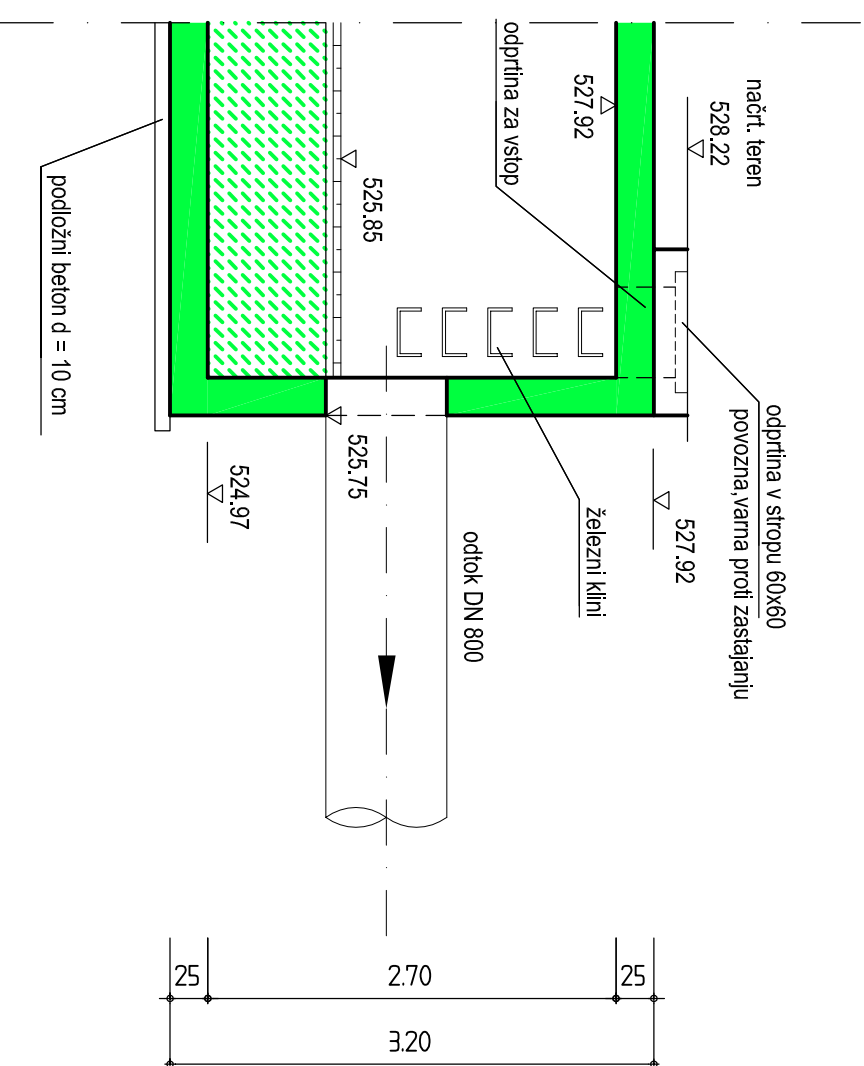 načrt. teren
528.22
527.92
odprtina za vstop
525.85
podložni beton d = 10 cm
odprtina v stropu 60x60
povozna,varna proti zastajanju
527.92
železni klini
odtok DN 800
525.75
524.97
25
2.70
25
3.20